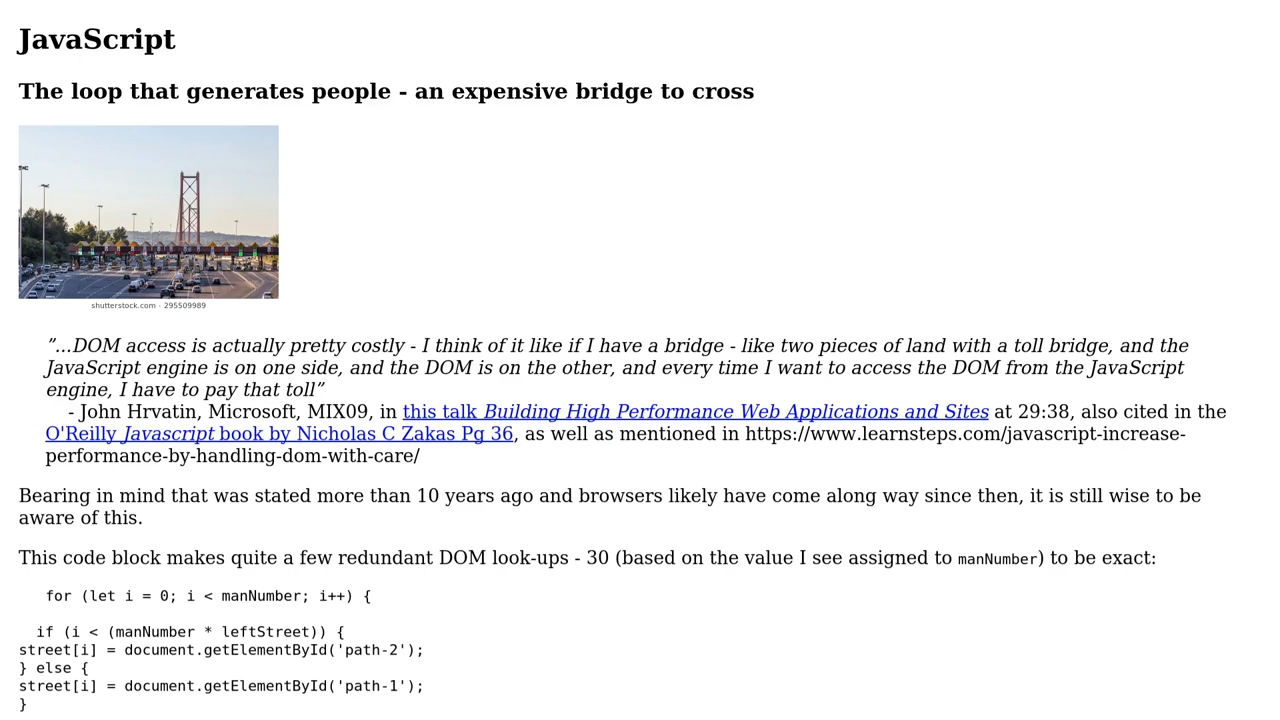 JavaScript
The loop that generates people - an expensive bridge to cross
shutterstock.com · 295509989
”...DOM access is actually pretty costly - I think of it like if I have a bridge - like two pieces of land with a toll bridge, and the
JavaScript engine is on one side, and the DOM is on the other, and every time I want to access the DOM from the JavaScript
engine, I have to pay that toll”
- John Hrvatin, Microsoft, MIX09, in this talk Building High Performance Web Applications and Sites at 29:38, also cited in the
O'Reilly Javascript book by Nicholas C Zakas Pg 36, as well as mentioned in https://www.learnsteps.com/javascript-increase-
performance-by-handling-dom-with-care/
Bearing in mind that was stated more than 10 years ago and browsers likely have come along way since then, it is still wise to be
aware of this.
This code block makes quite a few redundant DOM look-ups - 30 (based on the value I see assigned to manNumber) to be exact:
for (let i = 0; i < manNumber; i++) {
if (i < (manNumber * leftStreet)) {
street[i] = document.getElementById('path-2');
} else {
street[i] = document.getElementById('path-1');
}